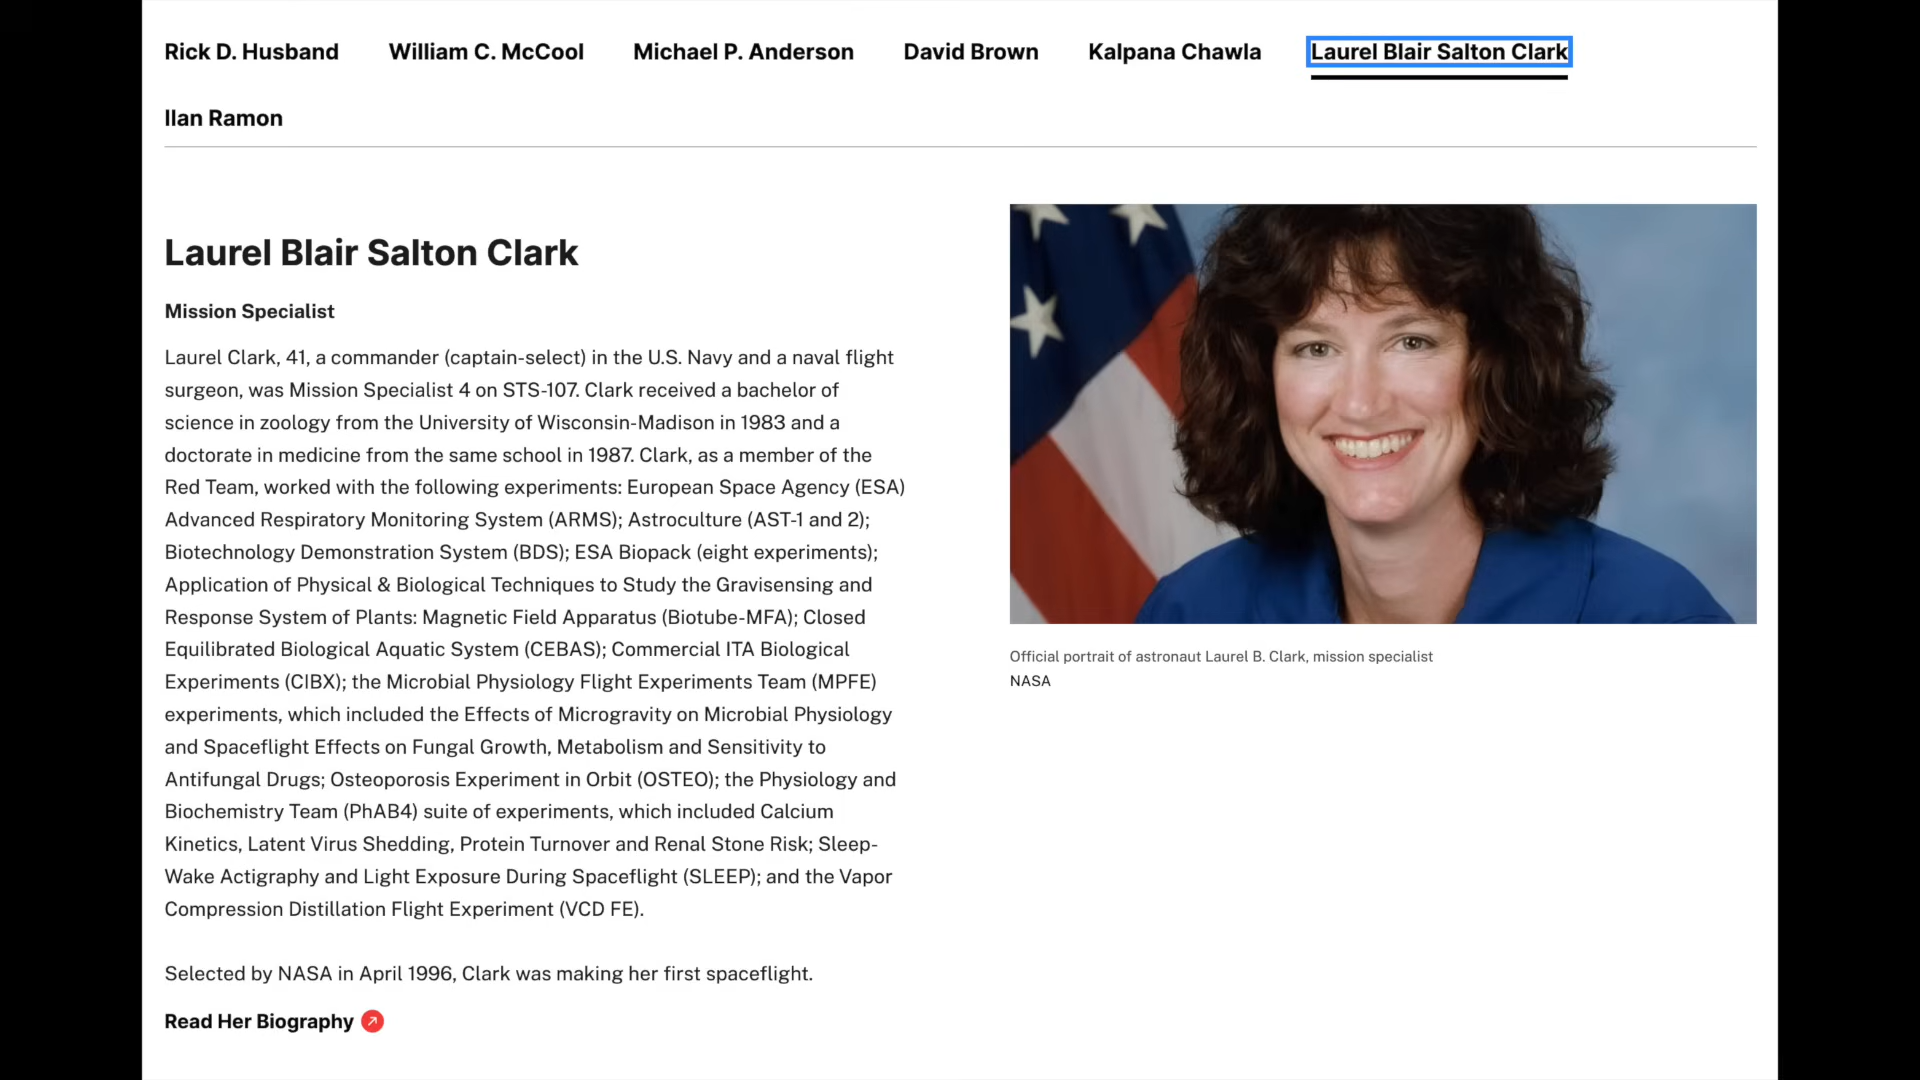 Rick D. Husband William C. McCool Michael P. Anderson David Brown Kalpana Chawla Laurel Blair Salton Clark
Ilan Ramon
Laurel Blair Salton Clark
Mission Specialist
Laurel Clark, 41, a commander (captain-select) in the U.S. Navy and a naval flight
surgeon, was Mission Specialist 4 on STS-107. Clark received a bachelor of
science in zoology from the University of Wisconsin-Madison in 1983 and a
doctorate in medicine from the same school in 1987. Clark, as a member of the
Red Team, worked with the following experiments: European Space Agency (ESA)
Advanced Respiratory Monitoring System (ARMS); Astroculture (AST-1 and 2);
Biotechnology Demonstration System (BDS); ESA Biopack (eight experiments);
Application of Physical & Biological Techniques to Study the Gravisensing and
Response System of Plants: Magnetic Field Apparatus (Biotube-MFA); Closed
Equilibrated Biological Aquatic System (CEBAS); Commercial ITA Biological
Experiments (CIBX); the Microbial Physiology Flight Experiments Team (MPFE)
experiments, which included the Effects of Microgravity on Microbial Physiology
and Spaceflight Effects on Fungal Growth, Metabolism and Sensitivity to
Antifungal Drugs; Osteoporosis Experiment in Orbit (OSTEO); the Physiology and
Biochemistry Team (PhAB4) suite of experiments, which included Calcium
Kinetics, Latent Virus Shedding, Protein Turnover and Renal Stone Risk; Sleep-
Wake Actigraphy and Light Exposure During Spaceflight (SLEEP); and the Vapor
Compression Distillation Flight Experiment (VCD FE).
Selected by NASA in April 1996, Clark was making her first spaceflight.
Read Her Biography
Official portrait of astronaut Laurel B. Clark, mission specialist
NASA